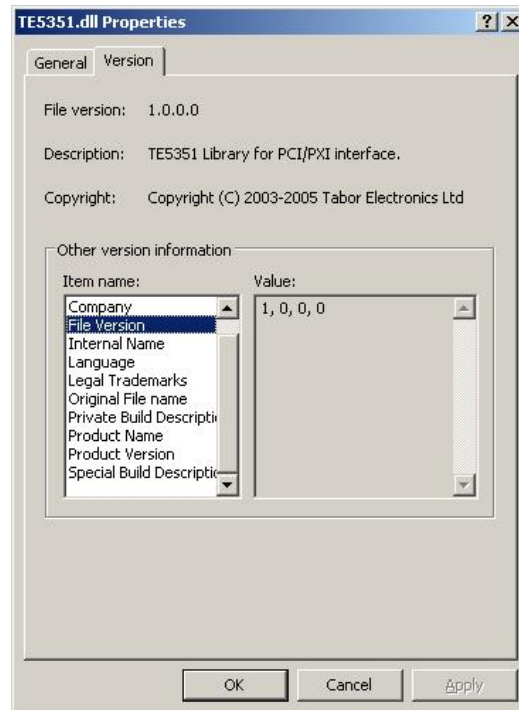 TE5351.dll Properties
General Version
File version: 1.0.0.0
Description: TE5351 Library for PCI/PXI interface.
Copyright: Copyright (C) 2003-2005 Tabor Electronics Ltd
Other version information
Item name: Value:
Company 1, 0, 0, 0
File Version
Internal Name
Language
Legal Trademarks
Original File name
Private Build Descripti
Product Name
Product Version
Special Build Descriptic
OK Cancel Apply